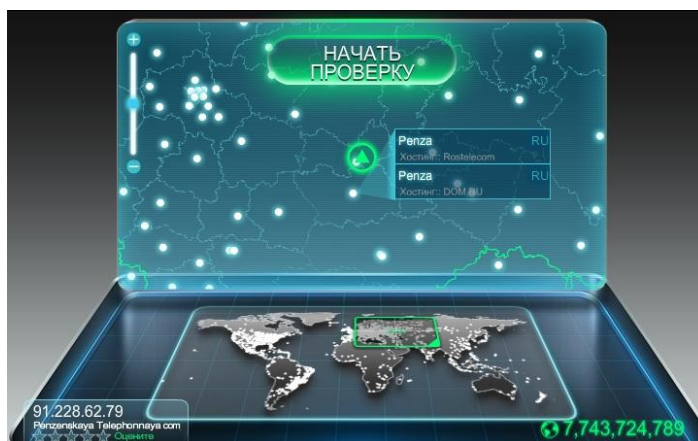 НАЧАТЬ
ПРОВЕРКУ
Penza RU
Хостинг:: Rostelecom
Penza RU
Хостинг:: DOM.RU
91.228.62.79
Penzenskaya Telephonnaya com
Оцените
7,743,724,789